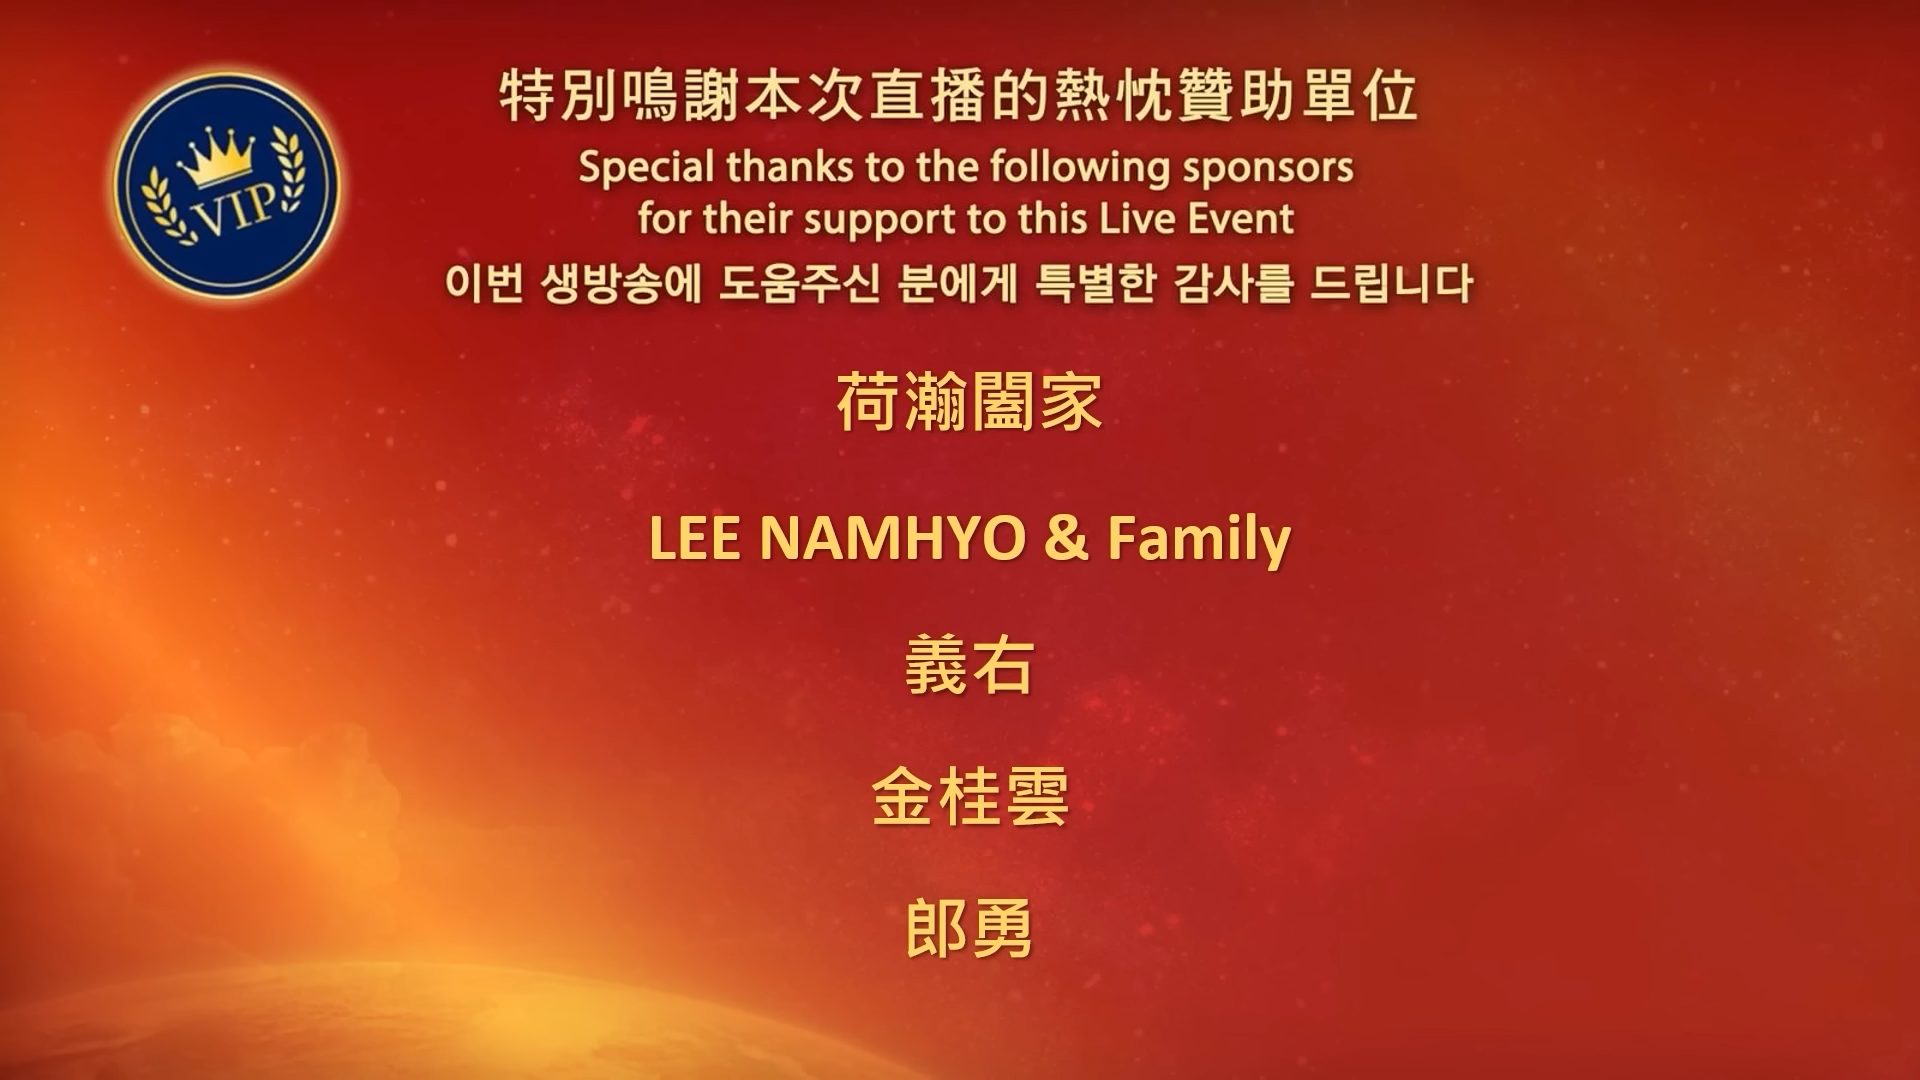 VIP
特別鳴謝本次直播的熱忱贊助單位
Special thanks to the following sponsors
for their support to this Live Event
이번 생방송에 도움주신 분에게 특별한 감사를 드립니다
荷瀚闔家
LEE NAMHYO & Family
義右
金桂雲
郎勇